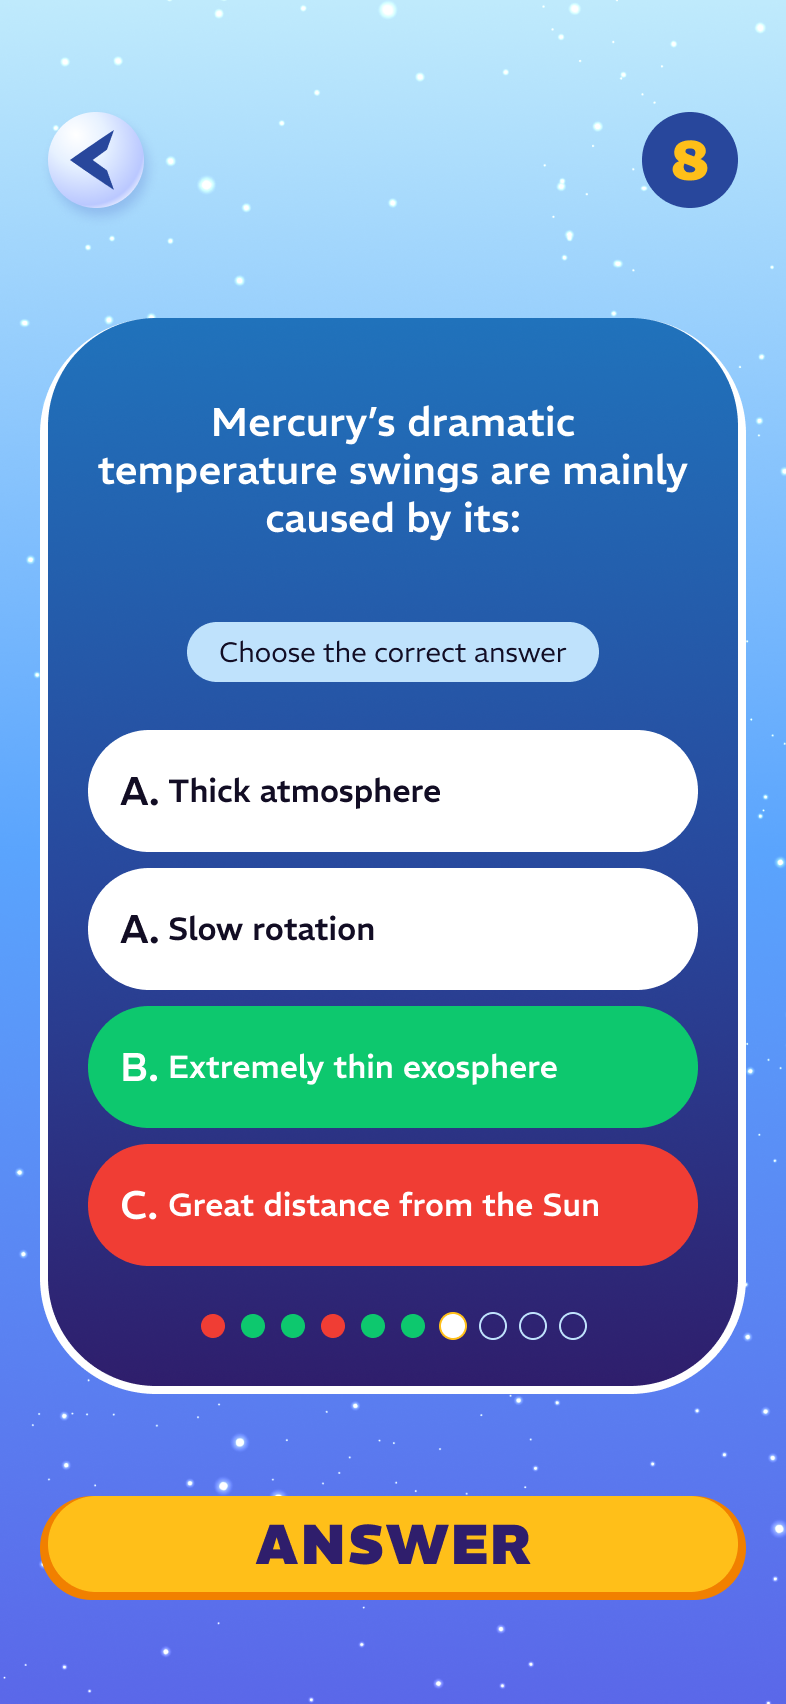 8
Mercury’s dramatic
temperature swings are mainly
caused by its:
Choose the correct answer
A. Thick atmosphere
A. Slow rotation
B. Extremely thin exosphere
C. Great distance from the Sun
ANSWER